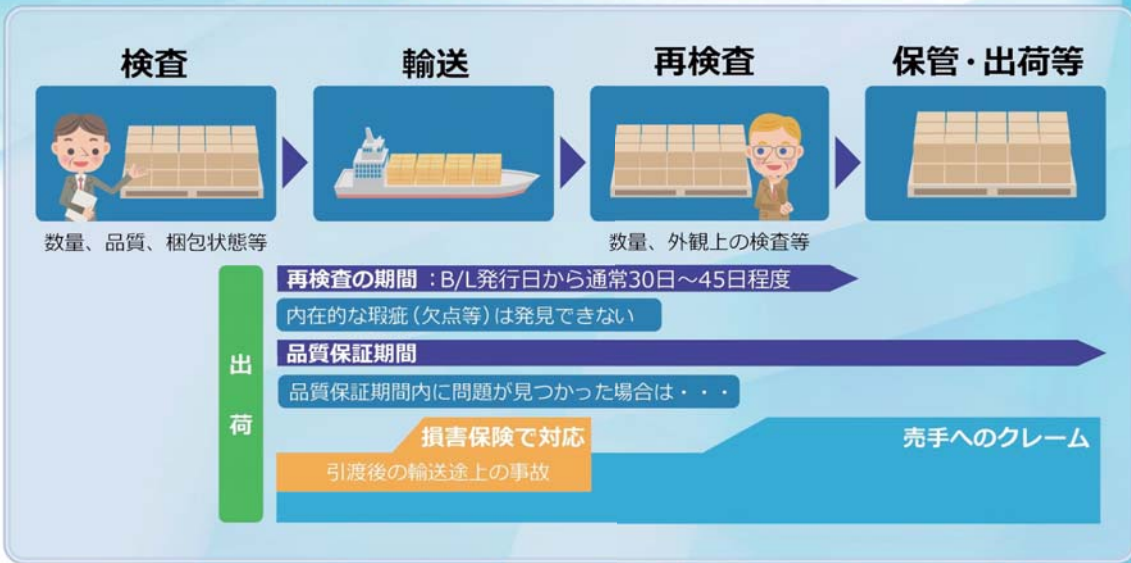 検査
輸送
再検査
保管・出荷等
数量、品質、梱包状態等
数量、外観上の検査等
出荷
再検査の期間：B/L発行日から通常30日～45日程度
内在的な瑕疵（欠点等）は発見できない
品質保証期間
品質保証期間内に問題が見つかった場合は・・・
損害保険で対応
引渡後の輸送途上の事故
売手へのクレーム